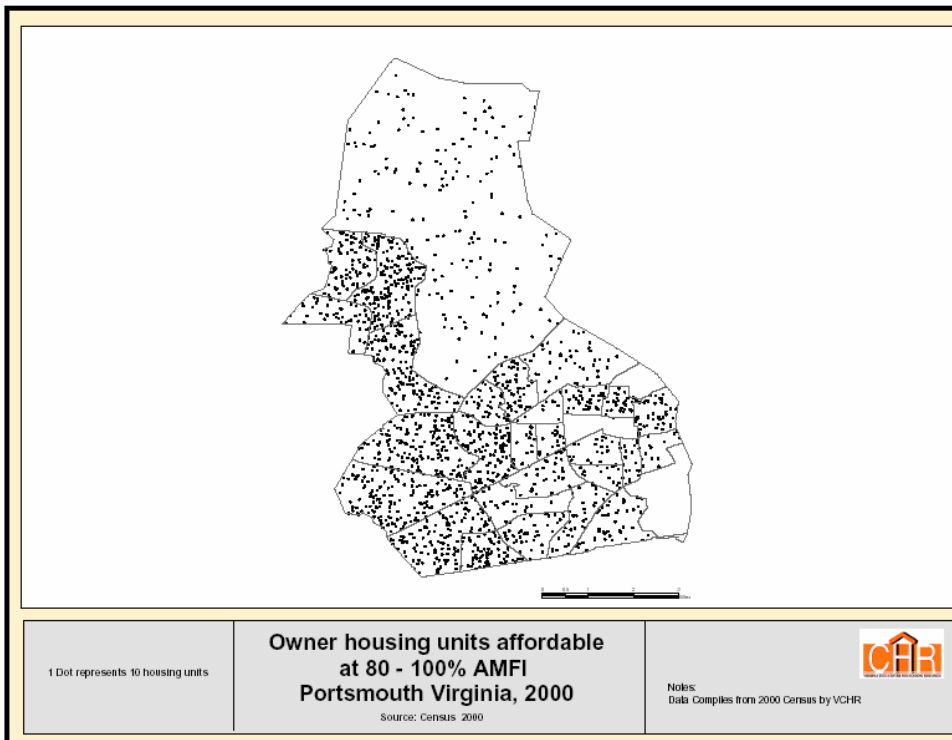 1 Dot represents 10 housing units
Owner housing units affordable
at 80 - 100% AMFI
Portsmouth Virginia, 2000
Source: Census 2000
CHR
Notes:
Data Compiles from 2000 Census by VCHR